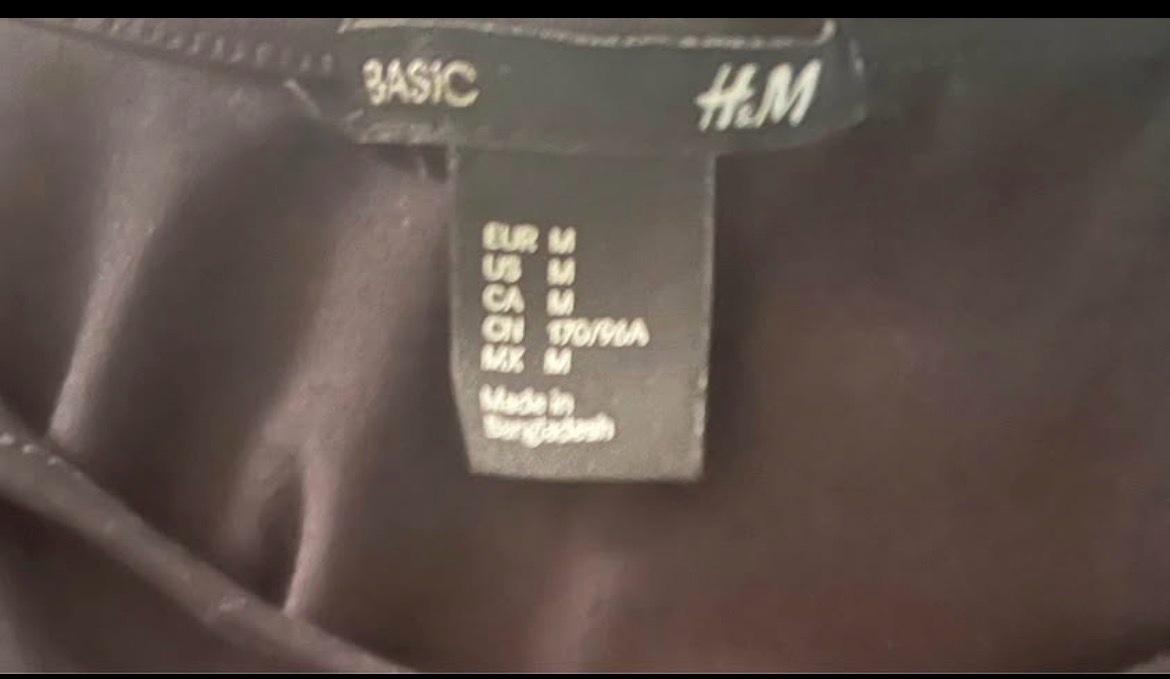 BASIC H&M
EUR M
US M
CA M
CN 170/96A
MX M
Made in
Bangladesh